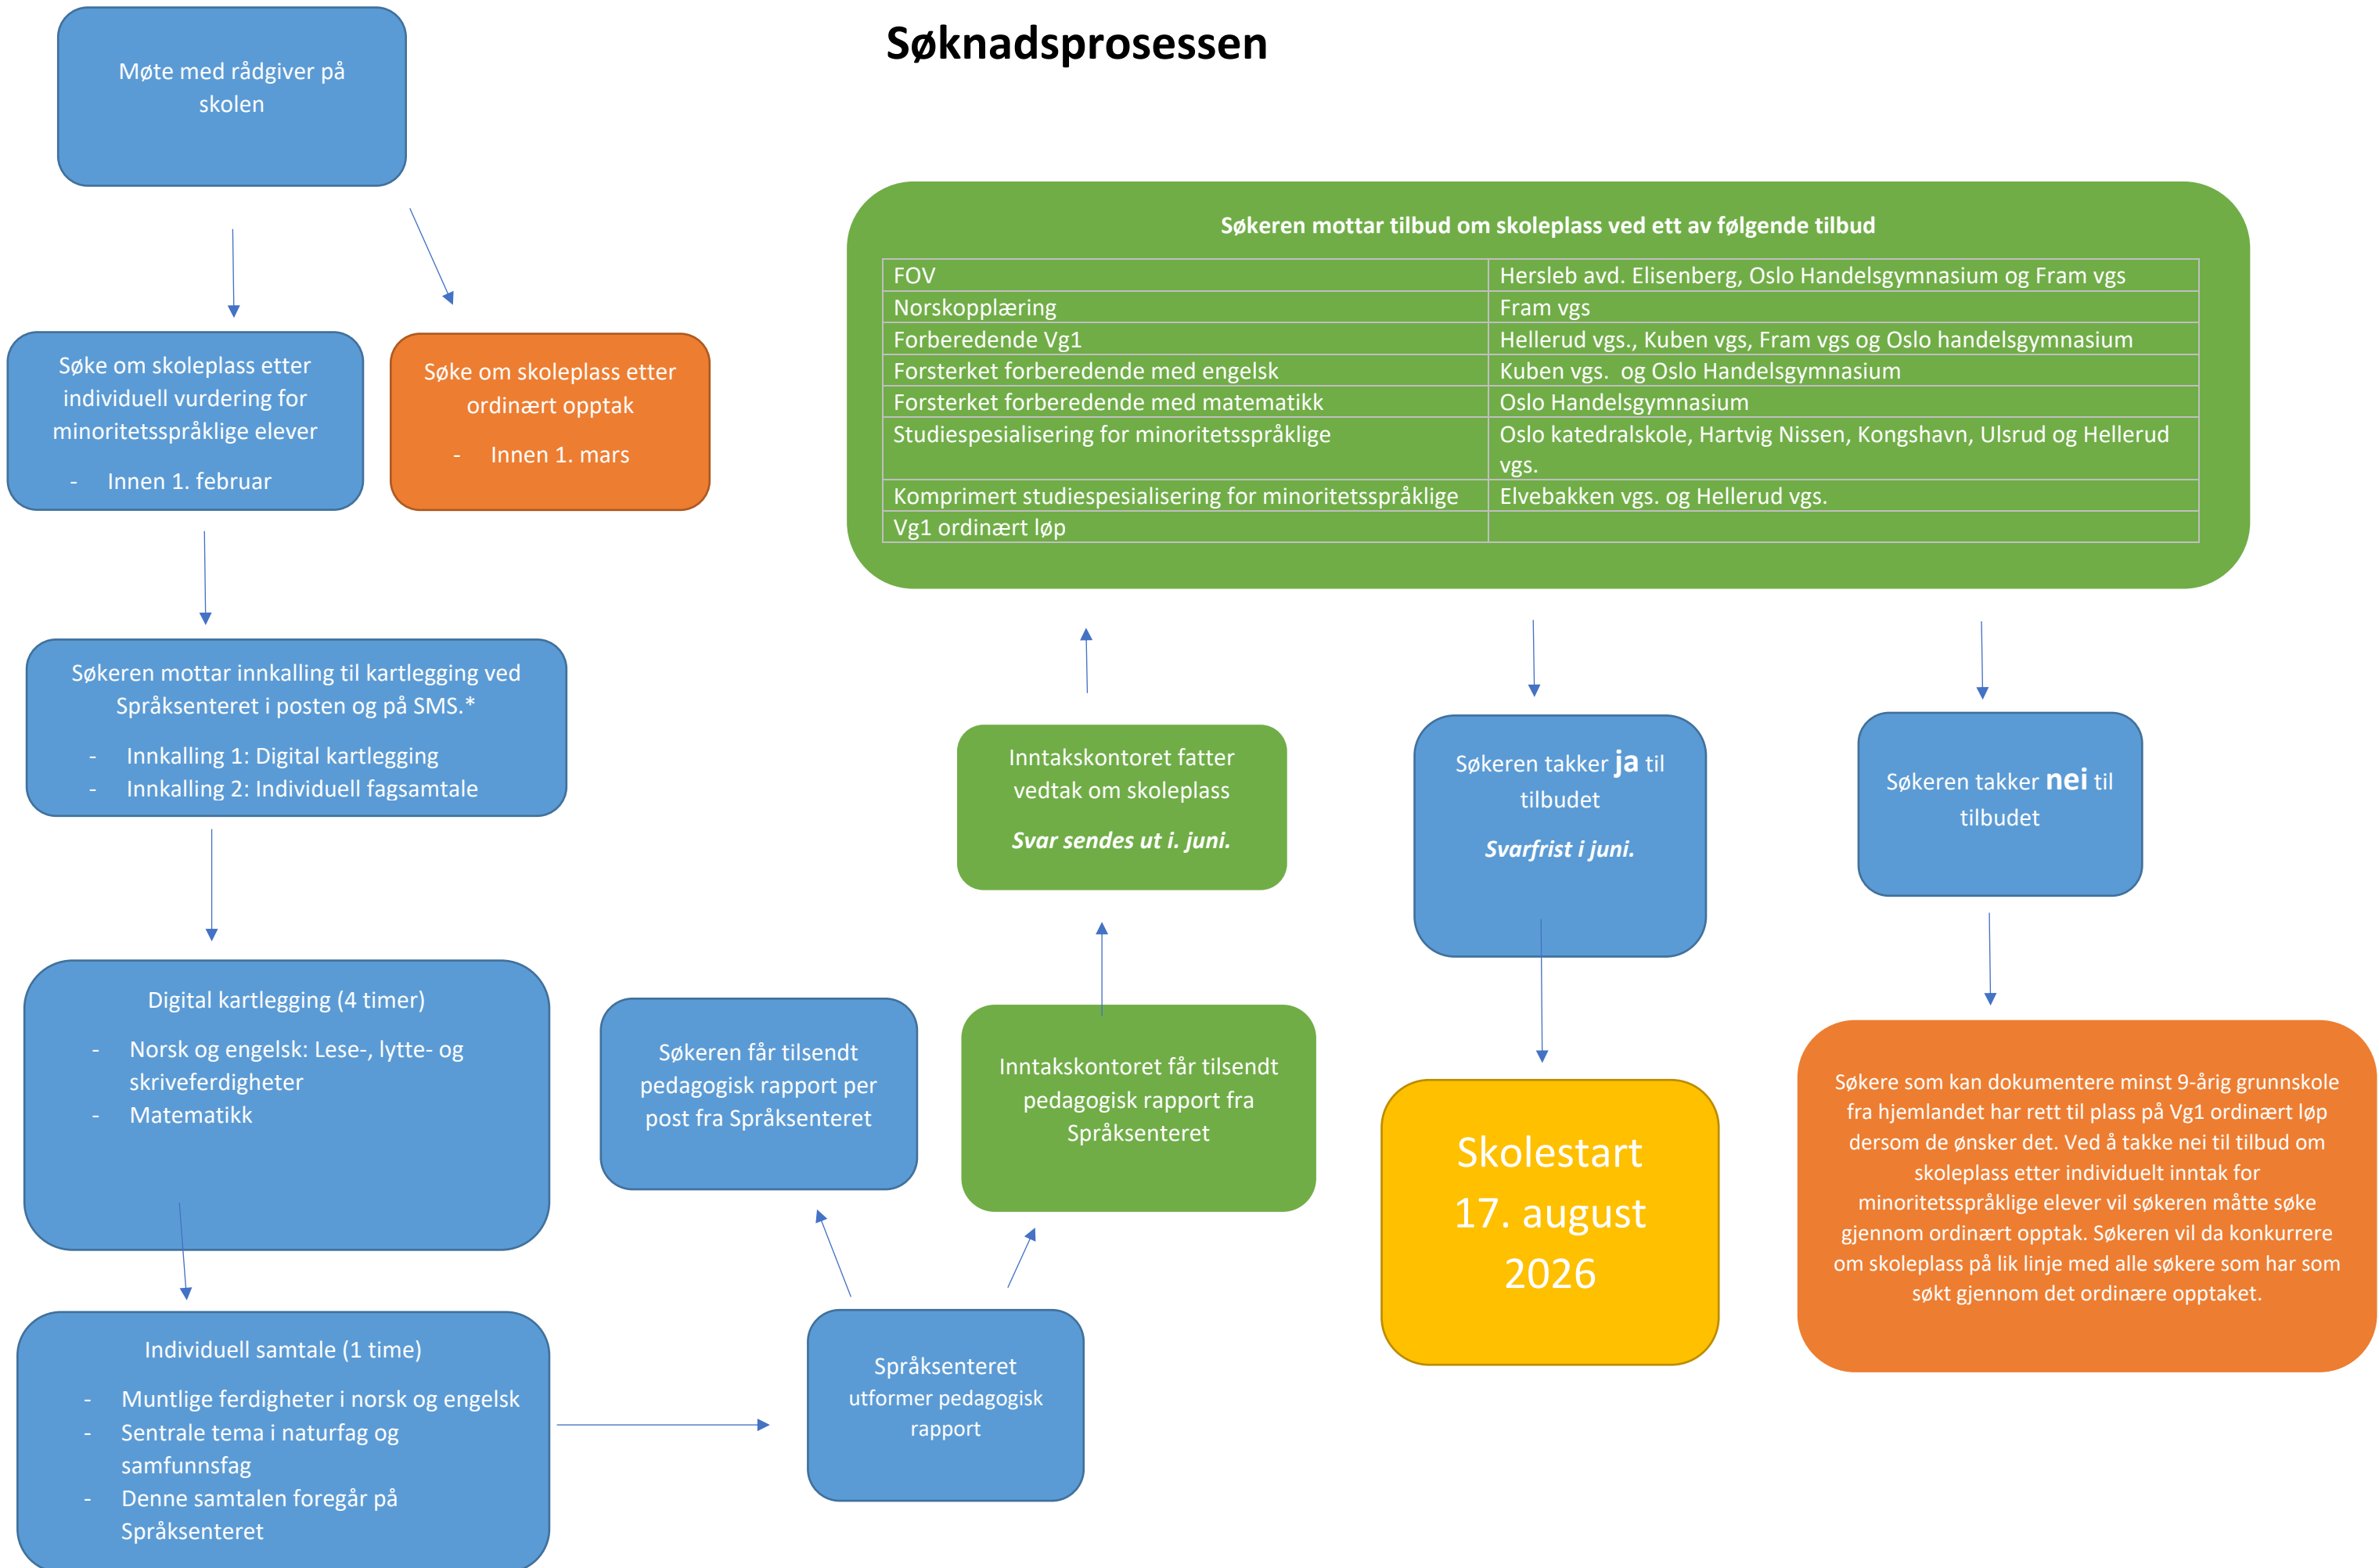 Søknadsprosessen
Møte med rådgiver på
skolen
Søke om skoleplass etter
individuell vurdering for
minoritetsspråklige elever
- Innen 1. februar
Søke om skoleplass etter
ordinært opptak
- Innen 1. mars
Søkeren mottar innkalling til kartlegging ved
Språksenteret i posten og på SMS.*
- Innkalling 1: Digital kartlegging
- Innkalling 2: Individuell fagsamtale
Digital kartlegging (4 timer)
- Norsk og engelsk: Lese-, lytte- og
skriveferdigheter
- Matematikk
Individuell samtale (1 time)
- Muntlige ferdigheter i norsk og engelsk
- Sentrale tema i naturfag og
samfunnsfag
- Denne samtalen foregår på
Språksenteret
Språksenteret
utformer pedagogisk
rapport
Søkeren får tilsendt
pedagogisk rapport per
post fra Språksenteret
Inntakskontoret får tilsendt
pedagogisk rapport fra
Språksenteret
Inntakskontoret fatter
vedtak om skoleplass
Svar sendes ut i. juni.
Søkeren mottar tilbud om skoleplass ved ett av følgende tilbud
FOV Hersleb avd. Elisenberg, Oslo Handelsgymnasium og Fram vgs
Norskopplæring Fram vgs
Forberedende Vg1 Hellerud vgs., Kuben vgs, Fram vgs og Oslo handelsgymnasium
Forsterket forberedende med engelsk Kuben vgs. og Oslo Handelsgymnasium
Forsterket forberedende med matematikk Oslo Handelsgymnasium
Studiespesialisering for minoritetsspråklige Oslo katedralskole, Hartvig Nissen, Kongshavn, Ulsrud og Hellerud
vgs.
Komprimert studiespesialisering for minoritetsspråklige Elvebakken vgs. og Hellerud vgs.
Vg1 ordinært løp
Søkeren takker ja til
tilbudet
Svarfrist i juni.
Skolestart
17. august
2026
Søkeren takker nei til
tilbudet
Søkere som kan dokumentere minst 9-årig grunnskole
fra hjemlandet har rett til plass på Vg1 ordinært løp
dersom de ønsker det. Ved å takke nei til tilbud om
skoleplass etter individuelt inntak for
minoritetsspråklige elever vil søkeren måtte søke
gjennom ordinært opptak. Søkeren vil da konkurrere
om skoleplass på lik linje med alle søkere som har som
søkt gjennom det ordinære opptaket.